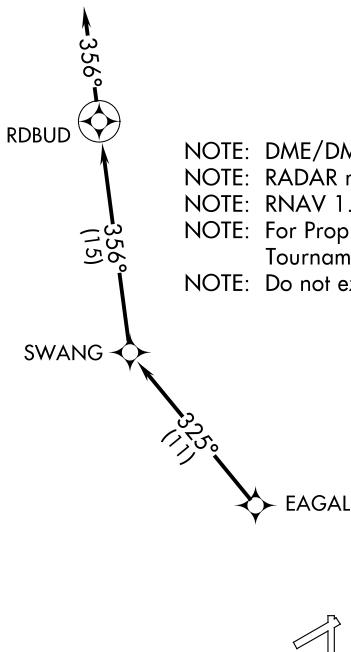 356°
RDBUD
NOTE: DME/DM
NOTE: RADAR
NOTE: RNAV 1.
NOTE: For Prop
Tournam
NOTE: Do not ex
356°
(15)
SWANG
325°
(11)
EAGAL